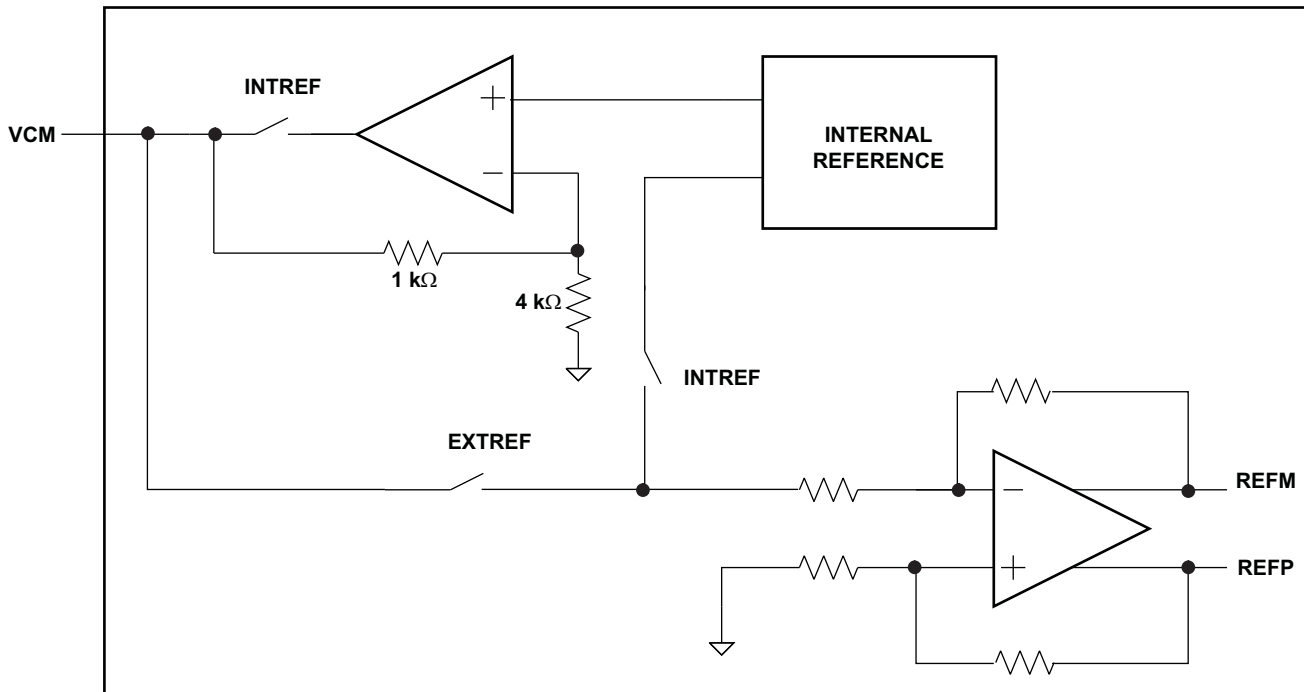 INTREF
VCM
INTERNAL
REFERENCE
+
−
1 kΩ
4 kΩ
INTREF
EXTREF
REFM
−
+
REFP